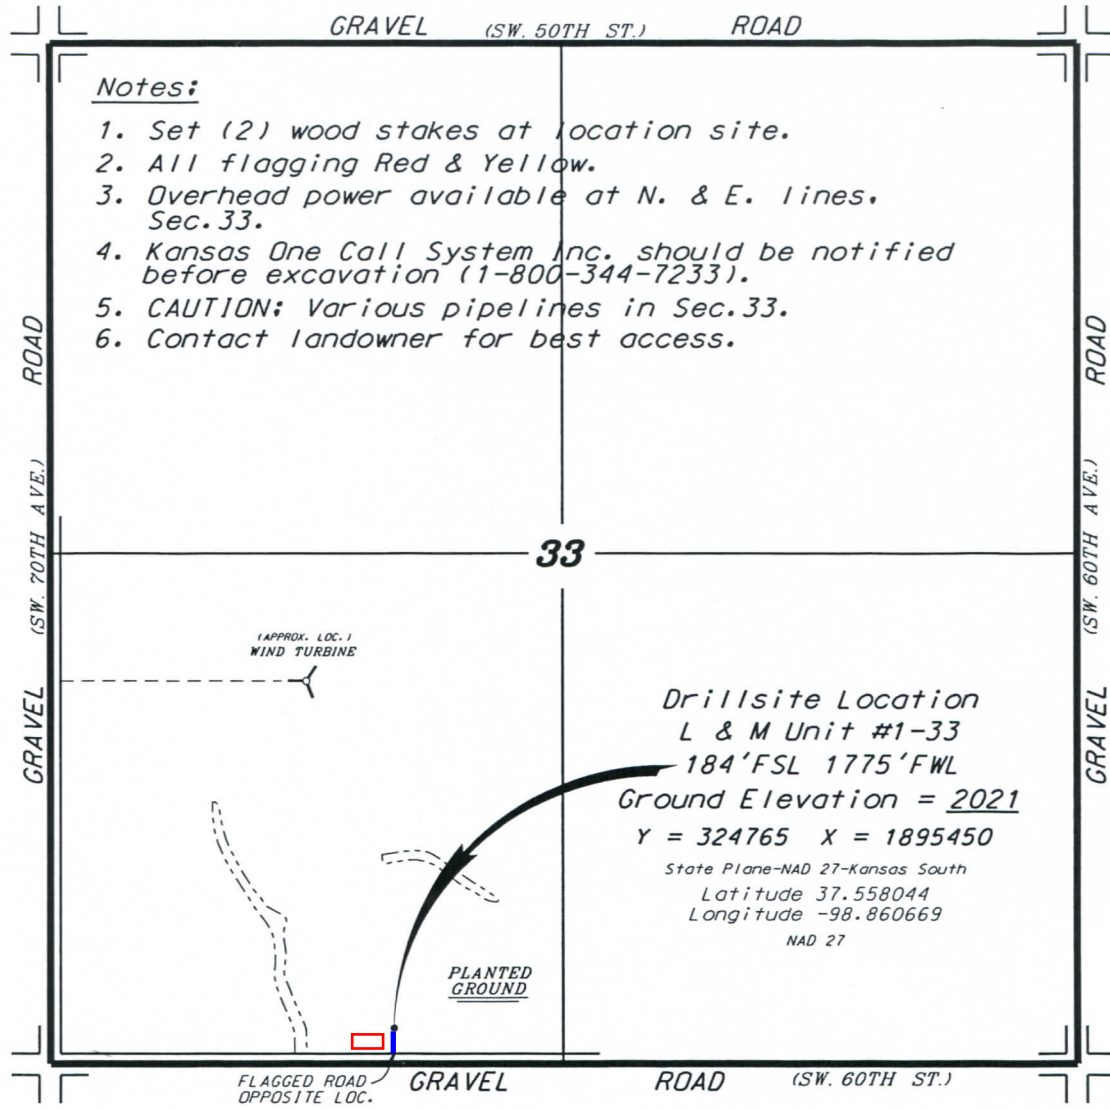 GRAVEL (SW. 50TH ST.) ROAD
Notes:
1. Set (2) wood stakes at location site.
2. All flagging Red & Yellow.
3. Overhead power available at N. & E. lines,
Sec.33.
4. Kansas One Call System Inc. should be notified
before excavation (1-800-344-7233).
5. CAUTION: Various pipelines in Sec.33.
6. Contact landowner for best access.
GRAVEL (SW. 70TH AVE.) ROAD
GRAVEL (SW. 60TH AVE.) ROAD
33
(APPROX. LOC.)
WIND TURBINE
Drillsite Location
L & M Unit #1-33
184'FSL 1775'FWL
Ground Elevation = 2021
Y = 324765 X = 1895450
State Plane-NAD 27-Kansas South
Latitude 37.558044
Longitude -98.860669
NAD 27
PLANTED
GROUND
FLAGGED ROAD
OPPOSITE LOC.
GRAVEL ROAD (SW. 60TH ST.)